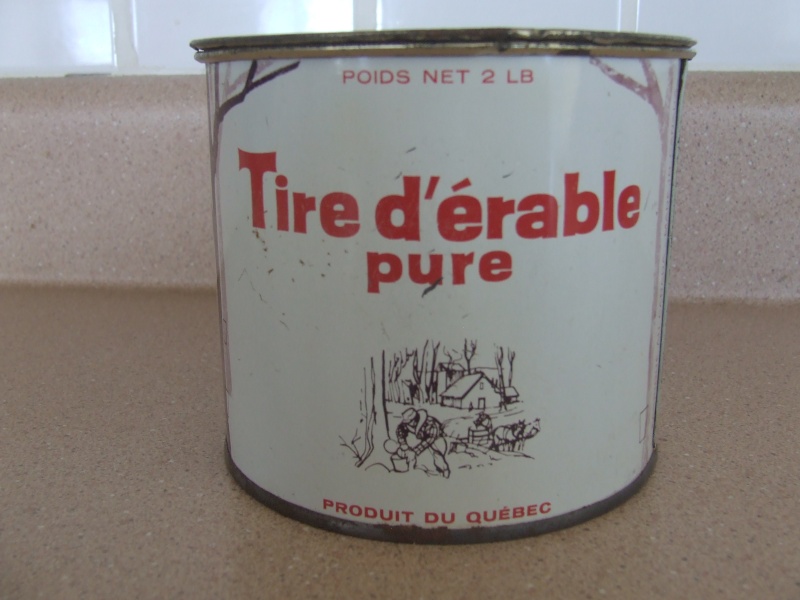 POIDS NET 2 LB
Tire d'érable
pure
PRODUIT DU QUÉBEC